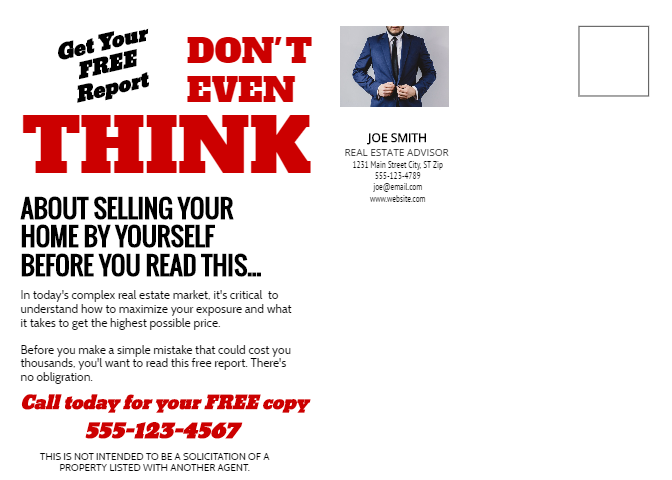 Get Your
FREE
Report
DON'T
EVEN
THINK
ABOUT SELLING YOUR
HOME BY YOURSELF
BEFORE YOU READ THIS...
In today's complex real estate market, it's critical to
understand how to maximize your exposure and what
it takes to get the highest possible price.
Before you make a simple mistake that could cost you
thousands, you'l want to read this free report. There's
no obligration.
Call today for your FREE copy
555-123-4567
THIS IS NOT INTENDED TO BE A SOLICITATION OF A
PROPERTY LISTED WITH ANOTHER AGENT.
JOE SMITH
REAL ESTATE ADVISOR
1231 Main Street City, ST Zip
555-123-4789
joe@email.com
www.website.com